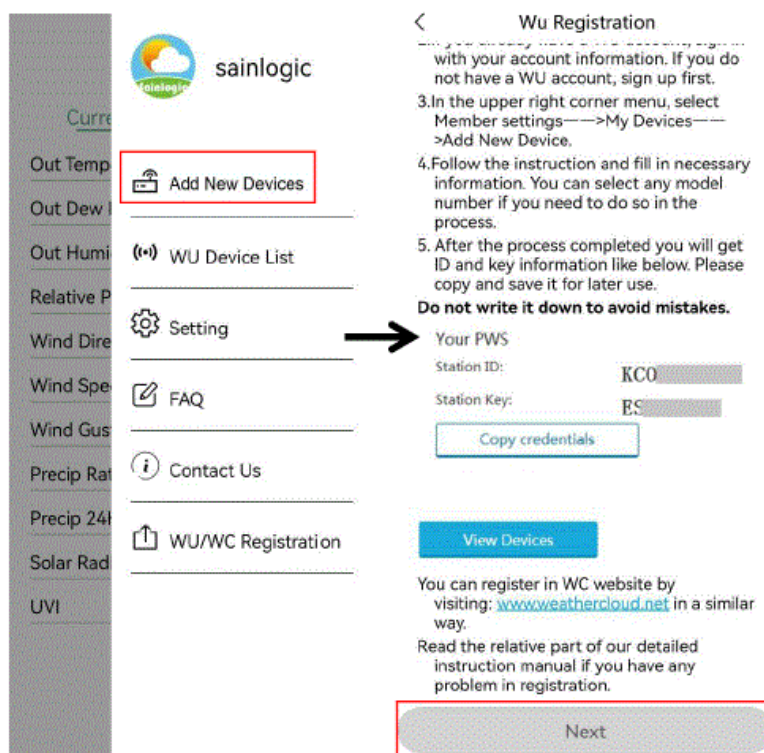 sainlogic
sainlogic
Curre
Out Temp
Out Dew
Out Humi
Relative P
Wind Dire
Wind Spe
Wind Gus
Precip Rat
Precip 24H
Solar Rad
UVI
Add New Devices
WU Device List
Setting
FAQ
Contact Us
WU/WC Registration
Wu Registration
with your account information. If you do
not have a WU account, sign up first.
3.In the upper right corner menu, select
Member settings——>My Devices——
>Add New Device.
4.Follow the instruction and fill in necessary
information. You can select any model
number if you need to do so in the
process.
5. After the process completed you will get
ID and key information like below. Please
copy and save it for later use.
Do not write it down to avoid mistakes.
Your PWS
Station ID: KCO
Station Key: ES
Copy credentials
View Devices
You can register in WC website by
visiting: www.weathercloud.net in a similar
way.
Read the relative part of our detailed
instruction manual if you have any
problem in registration.
Next